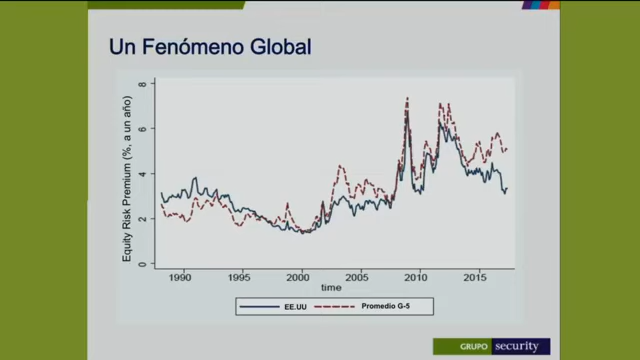 Un Fenómeno Global
Equity Risk Premium (%, a un año)
8
6
4
2
0
1990 1995 2000 2005 2010 2015
time
EE.UU Promedio G-5
GRUPO security